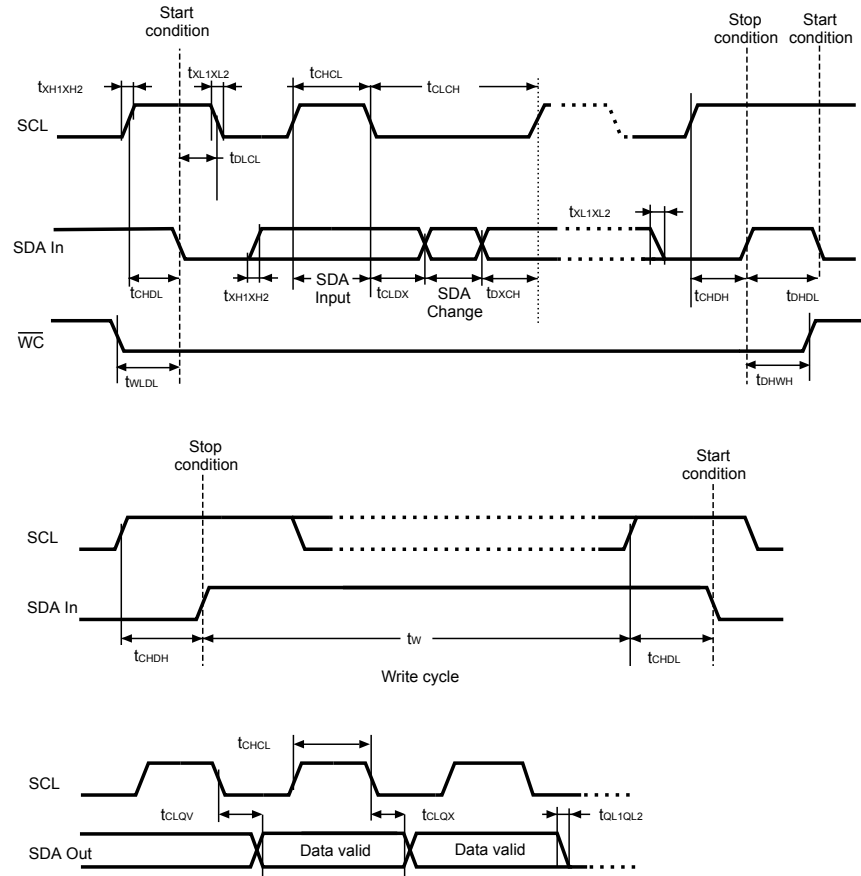 Start
condition
Stop
condition
Start
condition
tXH1XH2
tXL1XL2
tCHCL
tCLCH
SCL
tDLCL
tXL1XL2
SDA In
tCHDL
tXH1XH2
SDA
Input
tCLDX
SDA
Change
tDXCH
tCHDH
tDHDL
WC
tWLDL
tDHWH
Stop
condition
Start
condition
SCL
SDA In
tCHDH
tW
tCHDL
Write cycle
tCHCL
SCL
tCLQV
tCLQX
tQL1QL2
SDA Out
Data valid
Data valid